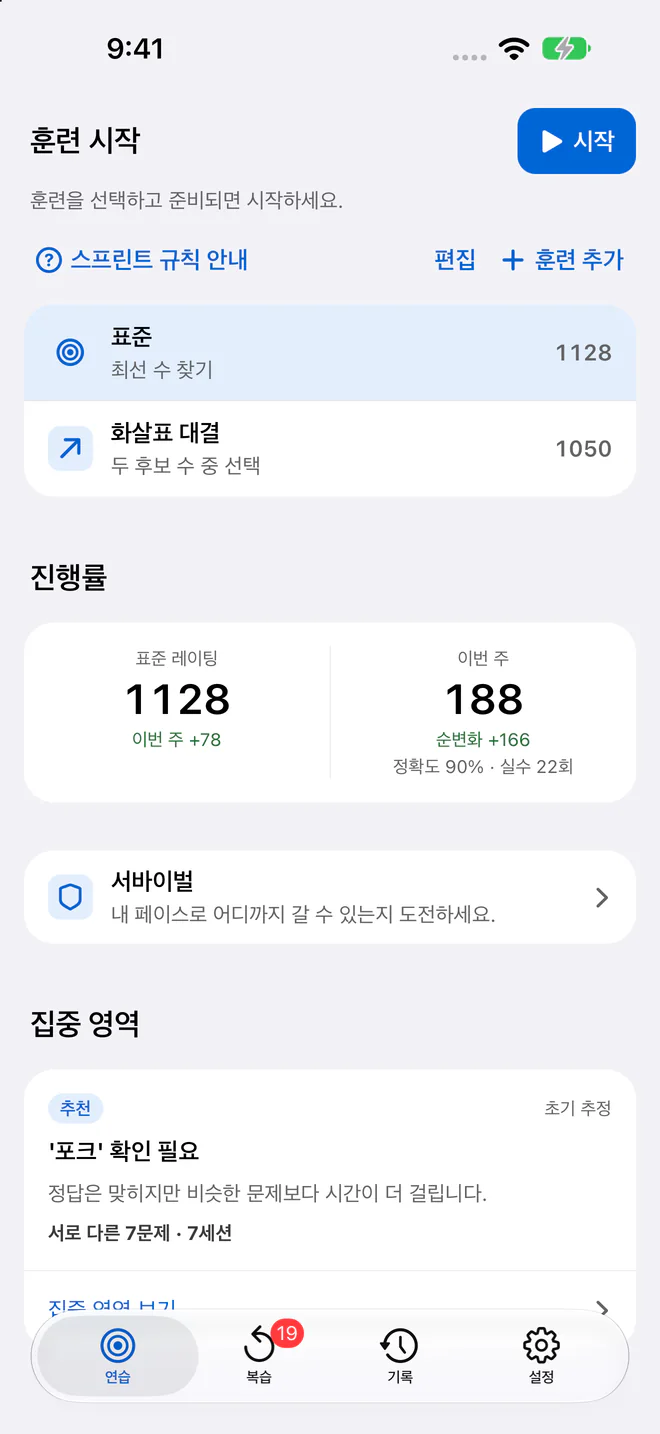 9:41
훈련 시작
시작
훈련을 선택하고 준비되면 시작하세요.
스프린트 규칙 안내
편집
훈련 추가
표준
최선 수 찾기
1128
화살표 대결
두 후보 수 중 선택
1050
진행률
표준 레이팅
1128
이번 주 +78
이번 주
188
순변화 +166
정확도 90% · 실수 22회
서바이벌
내 페이스로 어디까지 갈 수 있는지 도전하세요.
집중 영역
추천
초기 추정
'포크' 확인 필요
정답은 맞히지만 비슷한 문제보다 시간이 더 걸립니다.
서로 다른 7문제 · 7세션
집중 영역 보기
연습
19
복습
기록
설정